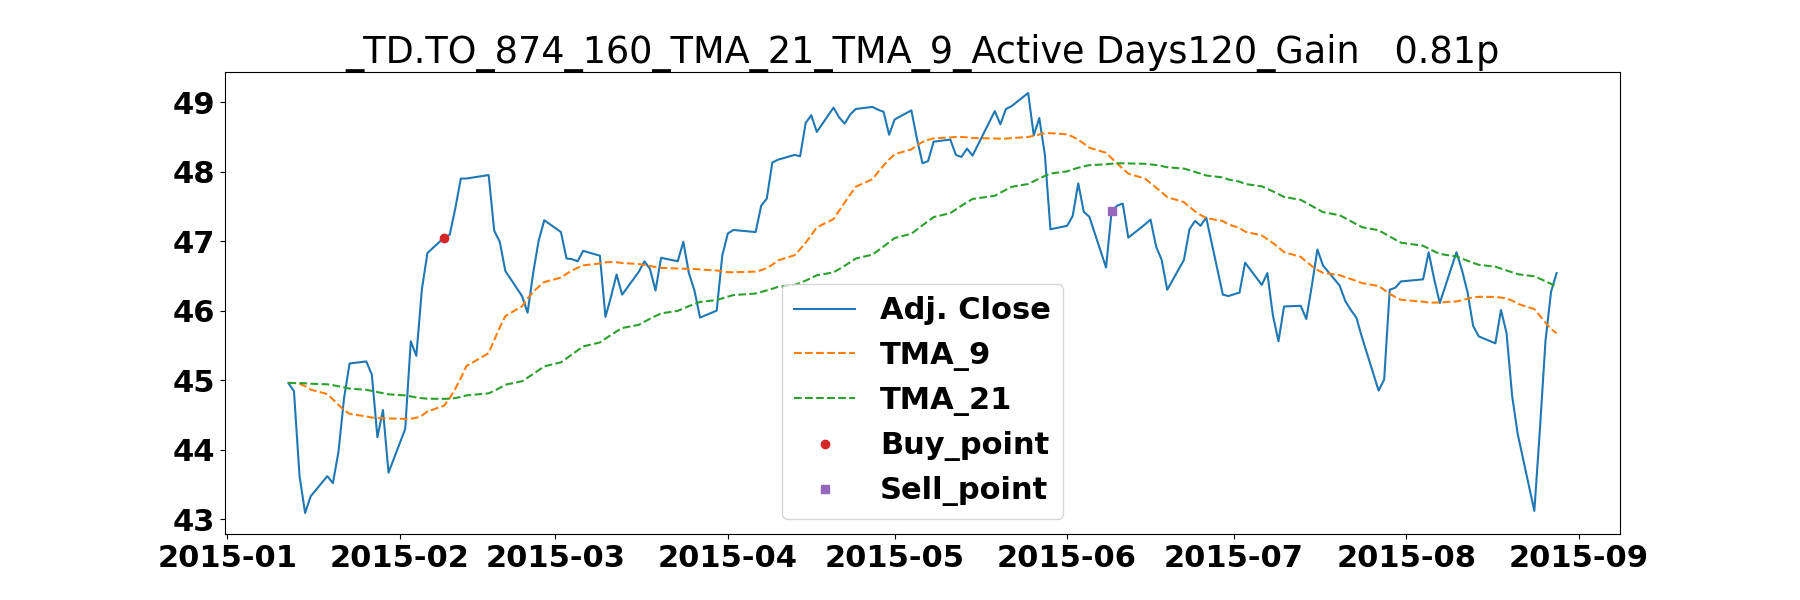 _TD.TO_874_160_TMA_21_TMA_9_Active Days120_Gain   0.81p
49
48
47
46
45
44
43
Adj. Close
TMA_9
TMA_21
Buy_point
Sell_point
2015-01 2015-02 2015-03 2015-04 2015-05 2015-06 2015-07 2015-08 2015-09